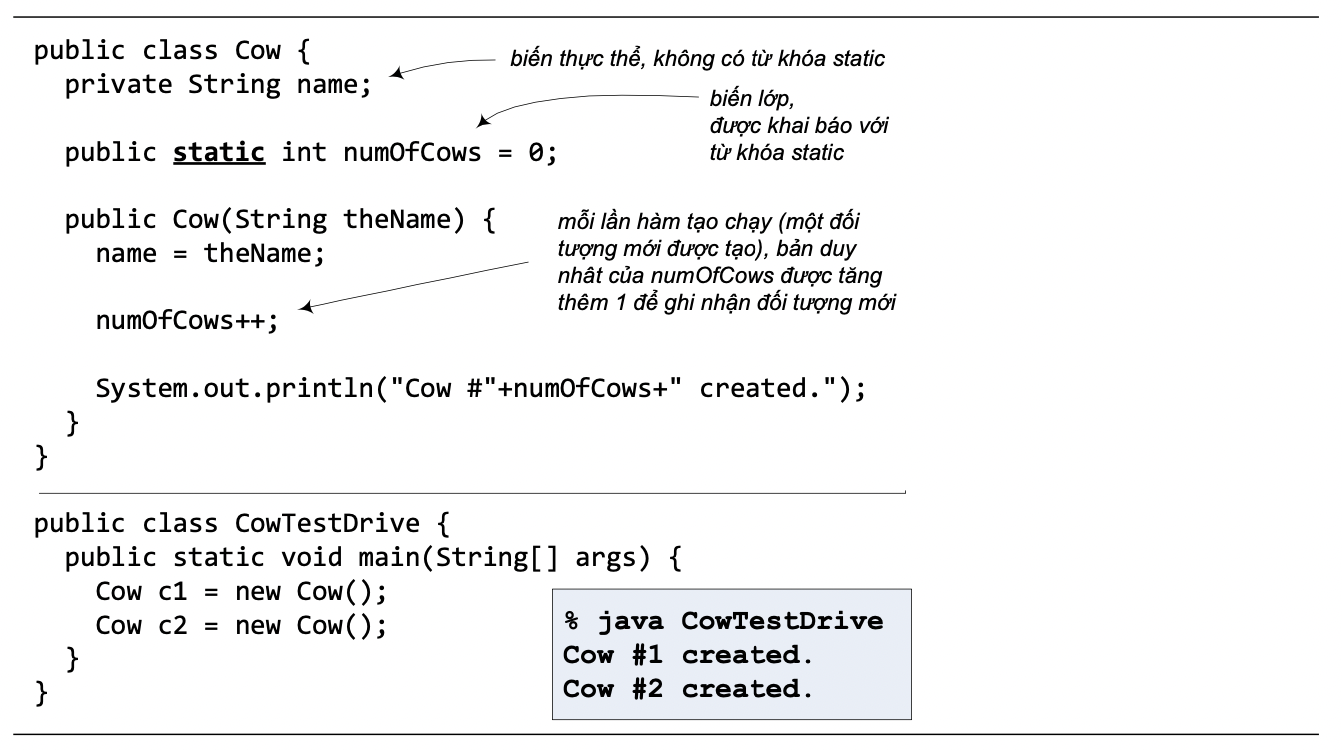 public class Cow {
biến thực thể, không có từ khóa static
private String name;
biến lớp,
được khai báo với
từ khóa static
public static int numOfCows = 0;
public Cow(String theName) {
name = theName;
mỗi lần hàm tạo chạy (một đối
tượng mới được tạo), bản duy
nhât của numOfCows được tăng
thêm 1 để ghi nhận đối tượng mới
numOfCows++;
System.out.println("Cow #"+numOfCows+" created.");
}
}
public class CowTestDrive {
public static void main(String[] args) {
Cow c1 = new Cow();
Cow c2 = new Cow();
}
}
% java CowTestDrive
Cow #1 created.
Cow #2 created.